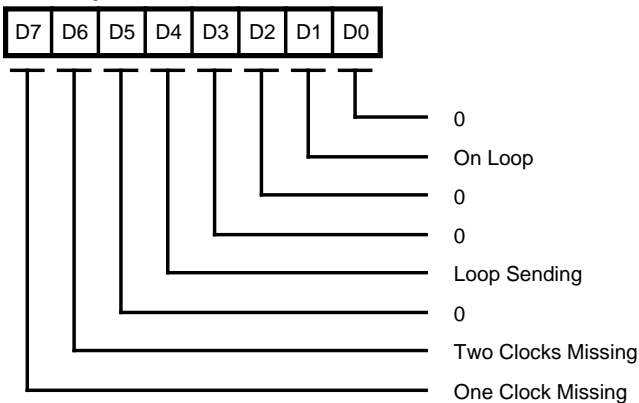 D7 D6 D5 D4 D3 D2 D1 D0
0
On Loop
0
0
Loop Sending
0
Two Clocks Missing
One Clock Missing